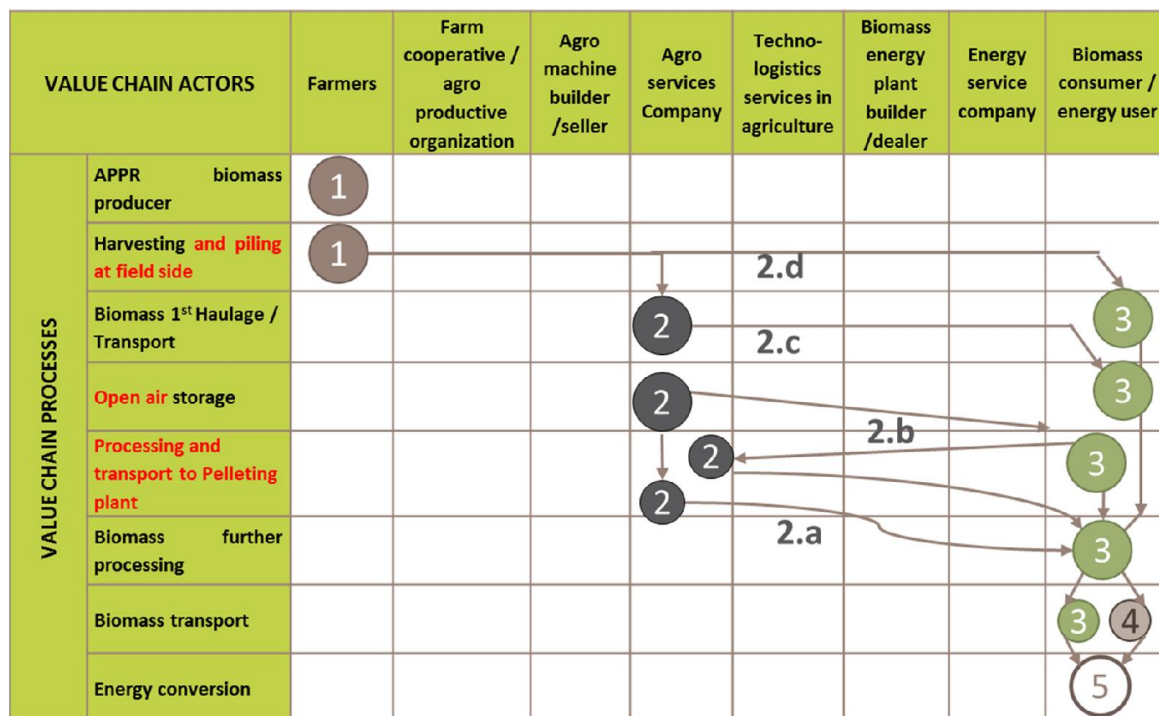 VALUE CHAIN ACTORS
Farmers
Farm
cooperative /
agro
productive
organization
Agro
machine
builder
/seller
Agro
services
Company
Techno-
logistics
services in
agriculture
Biomass
energy
plant
builder
/dealer
Energy
service
company
Biomass
consumer /
energy user
VALUE CHAIN PROCESSES
APPR biomass
producer
1
Harvesting and piling
at field side
1
2.d
Biomass 1st Haulage /
Transport
2
3
2.c
Open air storage
2
3
2.b
Processing and
transport to Pelleting
plant
2
3
2
2.a
Biomass further
processing
3
Biomass transport
3
4
Energy conversion
5